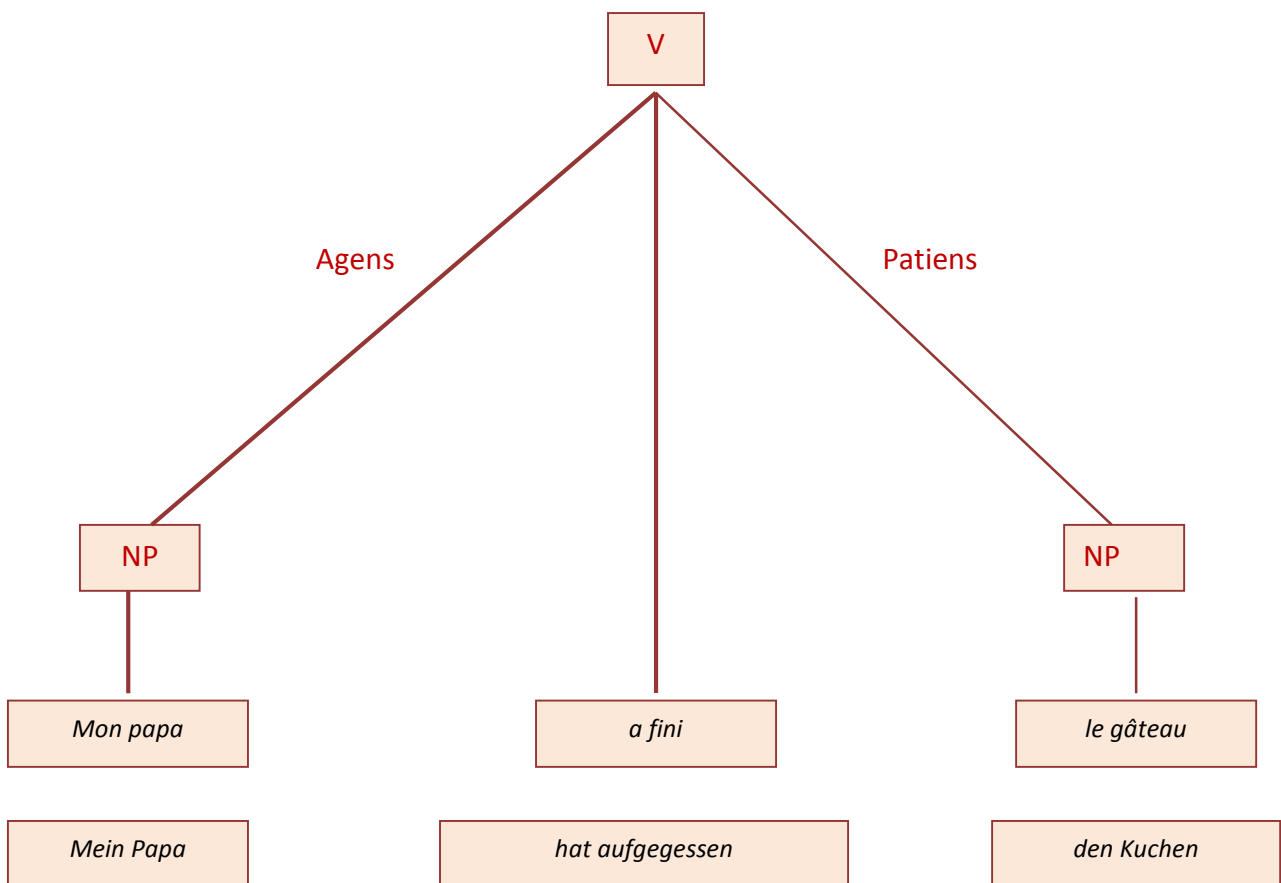 V
Agens
Patiens
NP
NP
Mon papa
a fini
le gâteau
Mein Papa
hat aufgegessen
den Kuchen